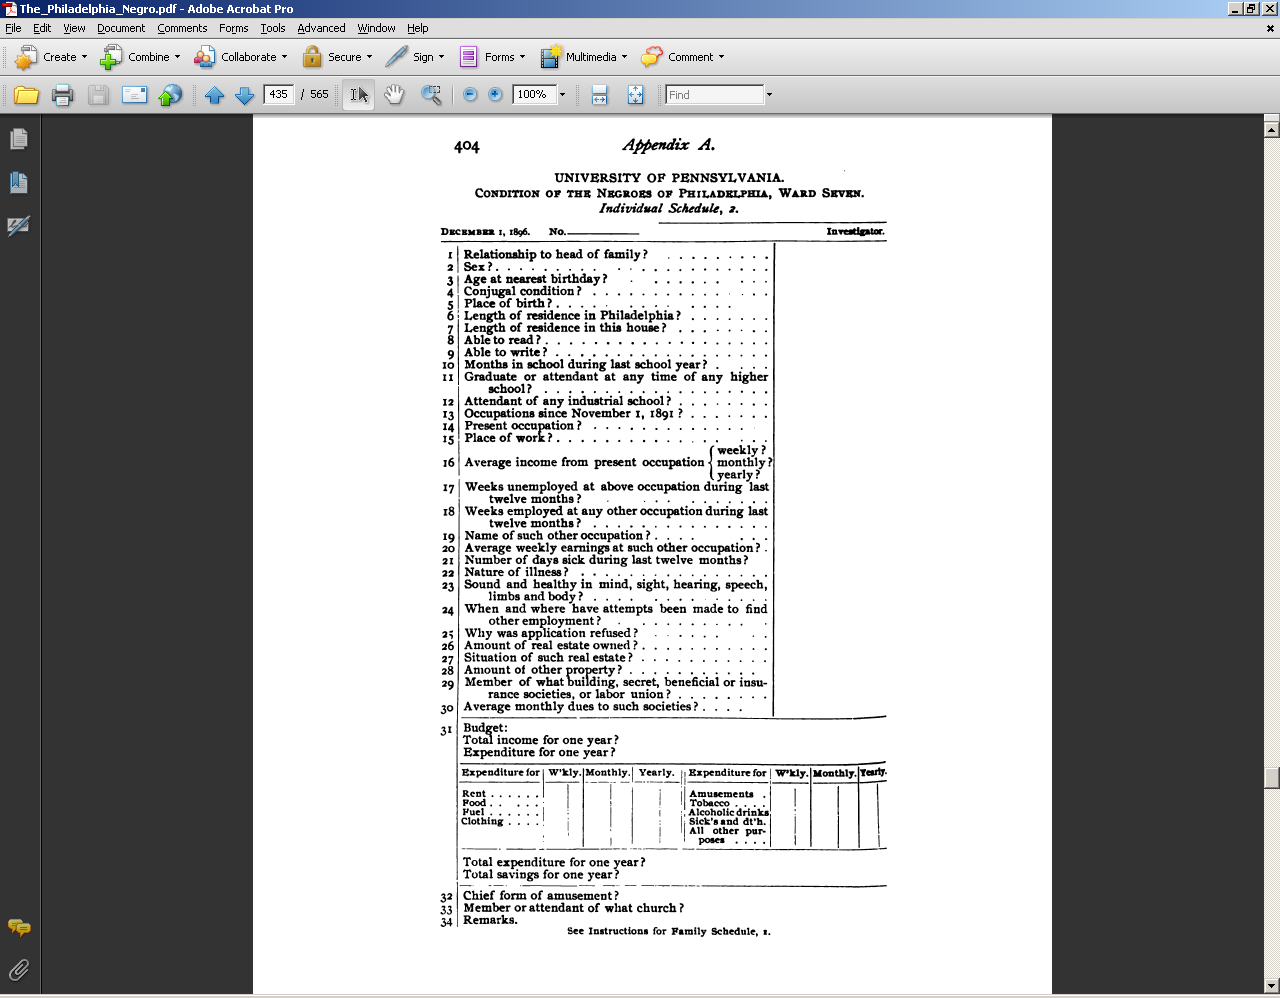 The_Philadelphia_Negro.pdf - Adobe Acrobat Pro
File Edit View Document Comments Forms Tools Advanced Window Help
Create Combine Collaborate Secure Sign Forms Multimedia Comment
435 / 565 100% Find
404 Appendix A.
UNIVERSITY OF PENNSYLVANIA.
CONDITION OF THE NEGROES OF PHILADELPHIA, WARD SEVEN.
Individual Schedule, 2.
DECEMBER 1, 1896. No. Investigator.
1 Relationship to head of family?
2 Sex?
3 Age at nearest birthday?
4 Conjugal condition?
5 Place of birth?
6 Length of residence in Philadelphia?
7 Length of residence in this house?
8 Able to read?
9 Able to write?
10 Months in school during last school year?
11 Graduate or attendant at any time of any higher
school?
12 Attendant of any industrial school?
13 Occupations since November 1, 1891?
14 Present occupation?
15 Place of work?
weekly?
16 Average income from present occupation monthly?
yearly?
17 Weeks unemployed at above occupation during last
twelve months?
18 Weeks employed at any other occupation during last
twelve months?
19 Name of such other occupation?
20 Average weekly earnings at such other occupation?
21 Number of days sick during last twelve months?
22 Nature of illness?
23 Sound and healthy in mind, sight, hearing, speech,
limbs and body?
24 When and where have attempts been made to find
other employment?
25 Why was application refused?
26 Amount of real estate owned?
27 Situation of such real estate?
28 Amount of other property?
29 Member of what building, secret, beneficial or insu-
rance societies, or labor union?
30 Average monthly dues to such societies?
31 Budget:
Total income for one year?
Expenditure for one year?
Expenditure for W'kly. Monthly. Yearly. Expenditure for W'kly. Monthly. Yearly.
Rent Amusements
Food Tobacco
Fuel Alcoholic drinks
Clothing Sick's and dt'h.
All other pur-
poses
Total expenditure for one year?
Total savings for one year?
32 Chief form of amusement?
33 Member or attendant of what church?
34 Remarks.
See Instructions for Family Schedule, 1.